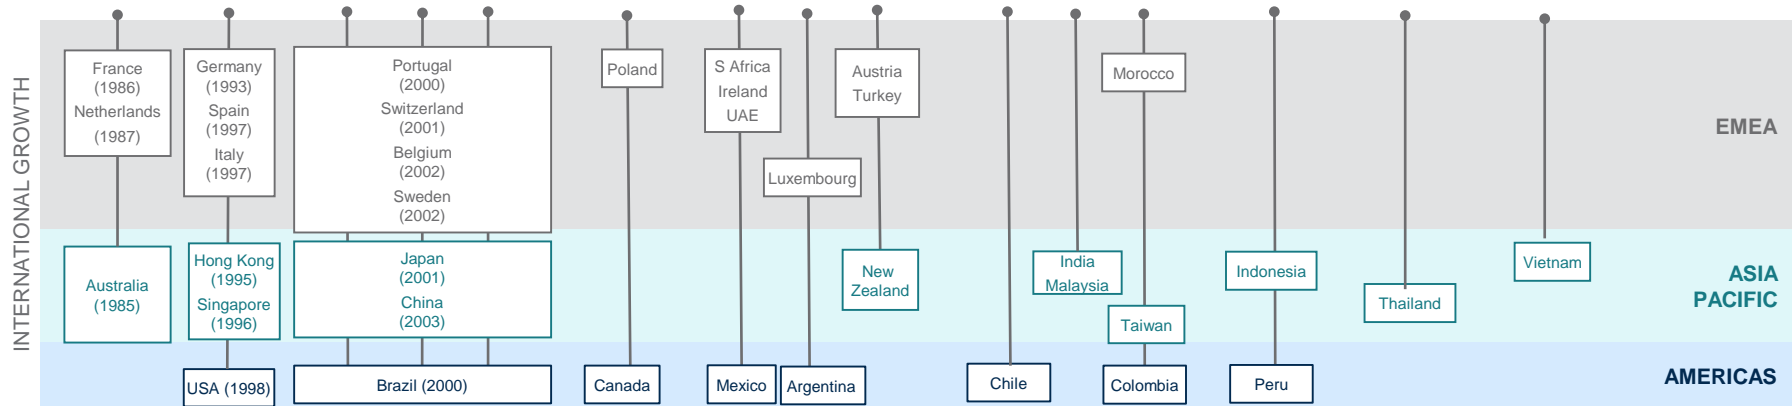 INTERNATIONAL GROWTH
France
(1986)
Netherlands
(1987)
Germany
(1993)
Spain
(1997)
Italy
(1997)
Portugal
(2000)
Switzerland
(2001)
Belgium
(2002)
Sweden
(2002)
Poland
S Africa
Ireland
UAE
Luxembourg
Austria
Turkey
Morocco
EMEA
Australia
(1985)
Hong Kong
(1995)
Singapore
(1996)
Japan
(2001)
China
(2003)
New
Zealand
India
Malaysia
Taiwan
Indonesia
Thailand
Vietnam
ASIA
PACIFIC
USA (1998)
Brazil (2000)
Canada
Mexico
Argentina
Chile
Colombia
Peru
AMERICAS